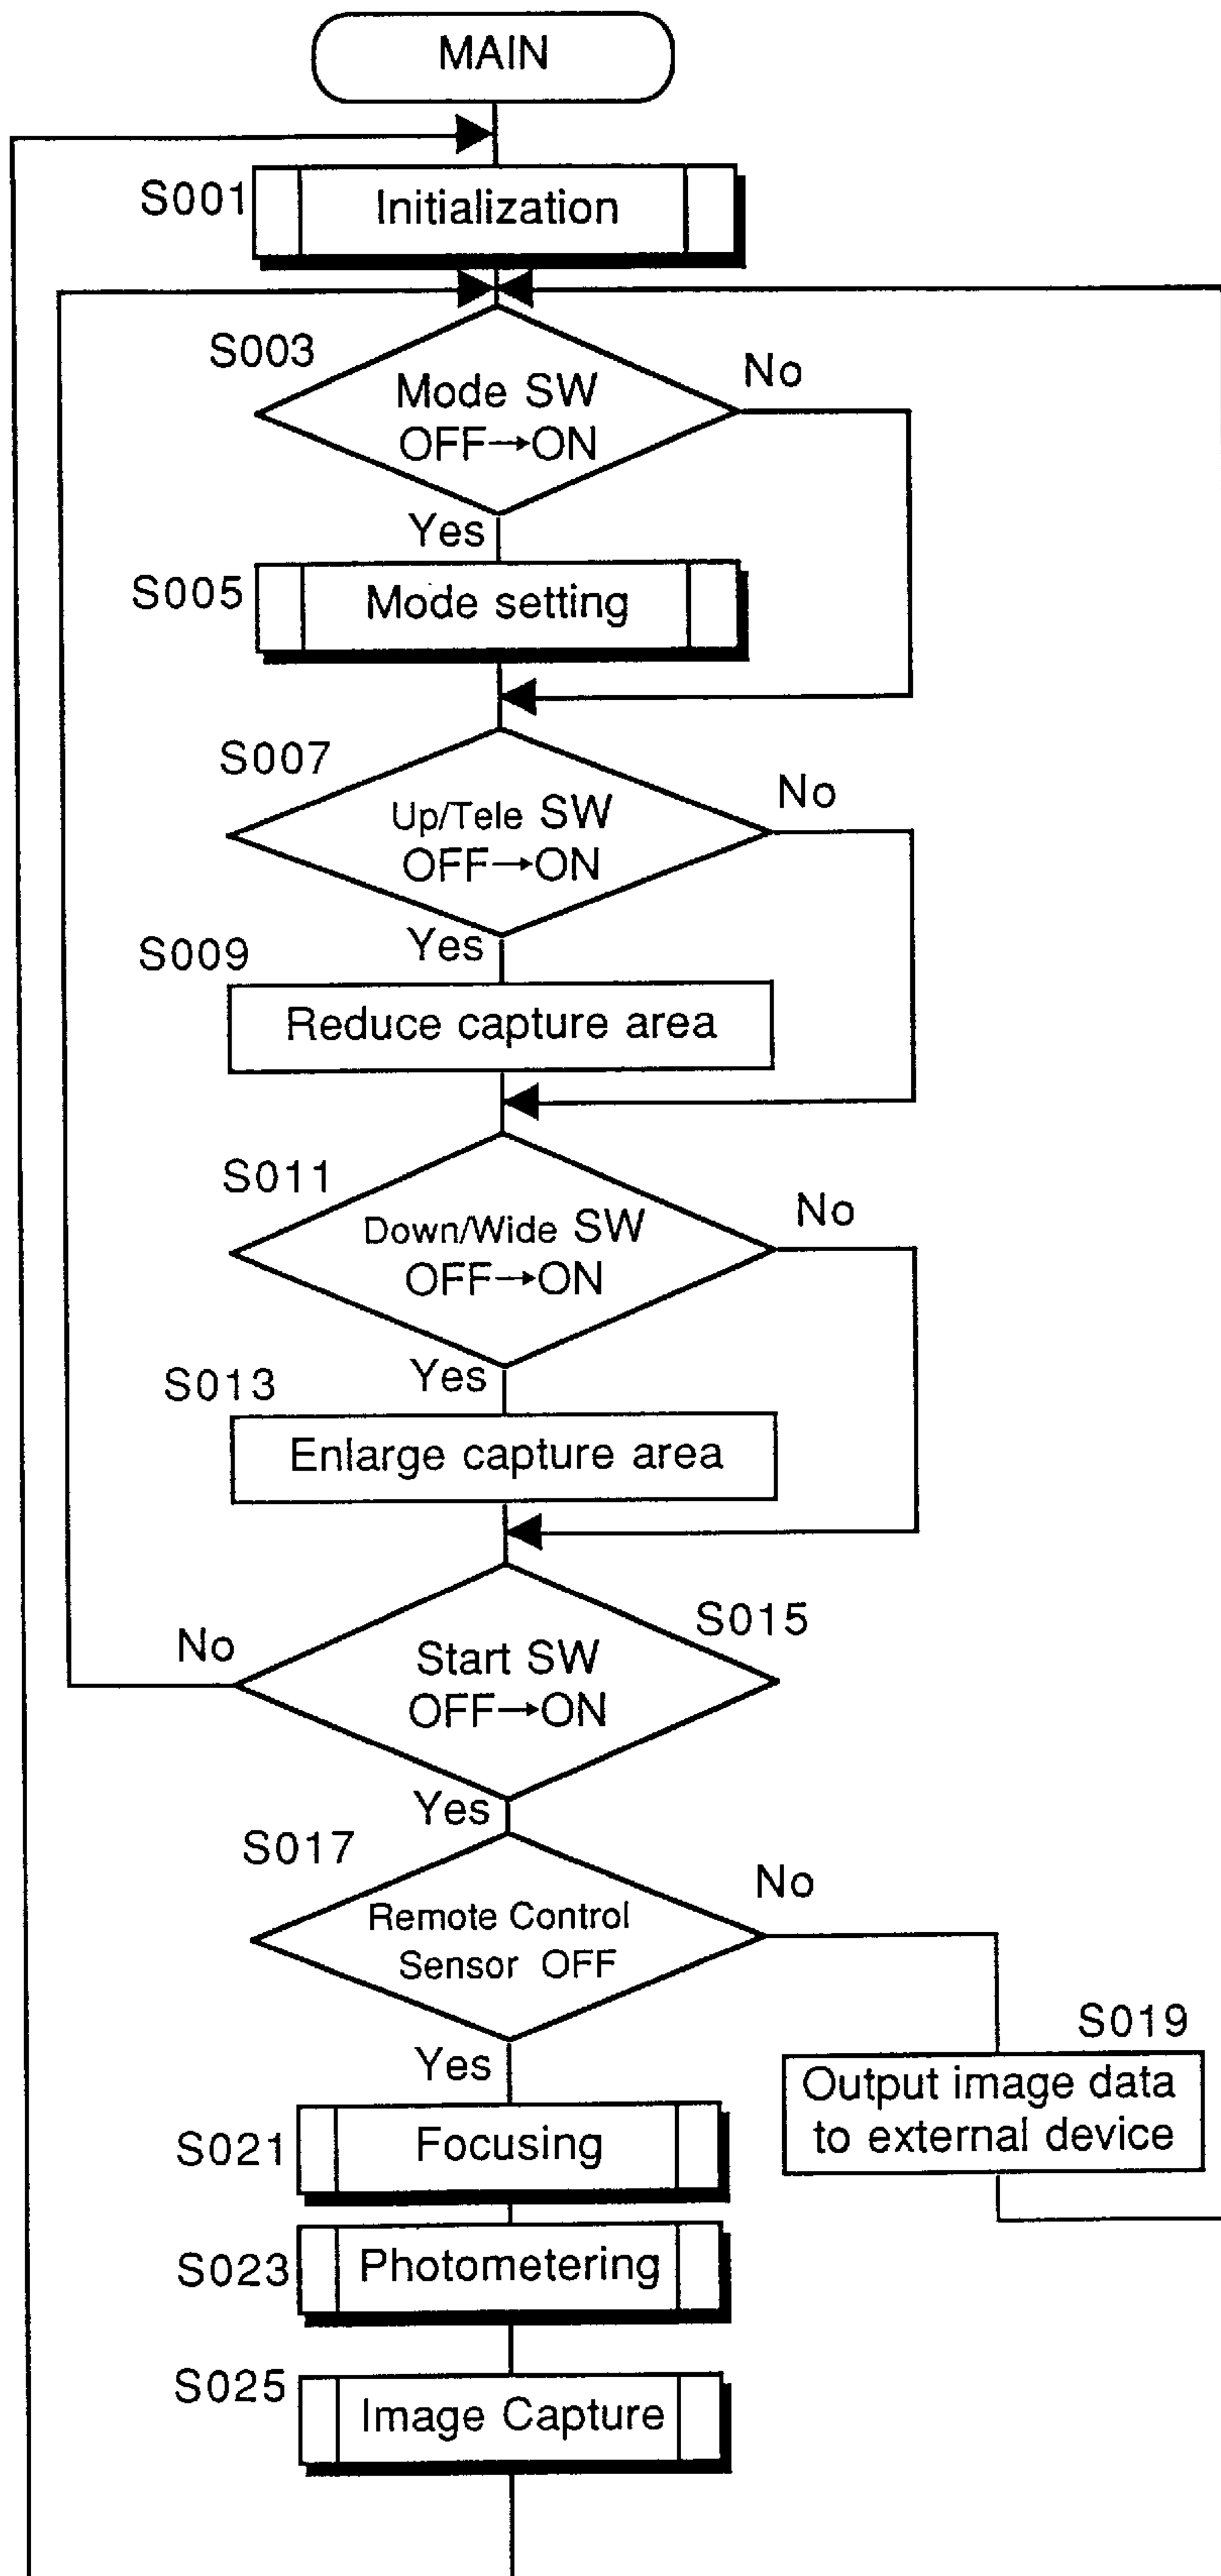 MAIN
S001
Initialization
S003
Mode SW
OFF→ON
No
Yes
S005
Mode setting
S007
Up/Tele SW
OFF→ON
No
Yes
S009
Reduce capture area
S011
Down/Wide SW
OFF→ON
No
Yes
S013
Enlarge capture area
S015
Start SW
OFF→ON
No
Yes
S017
Remote Control
Sensor OFF
No
Yes
S019
Output image data
to external device
S021
Focusing
S023
Photometering
S025
Image Capture